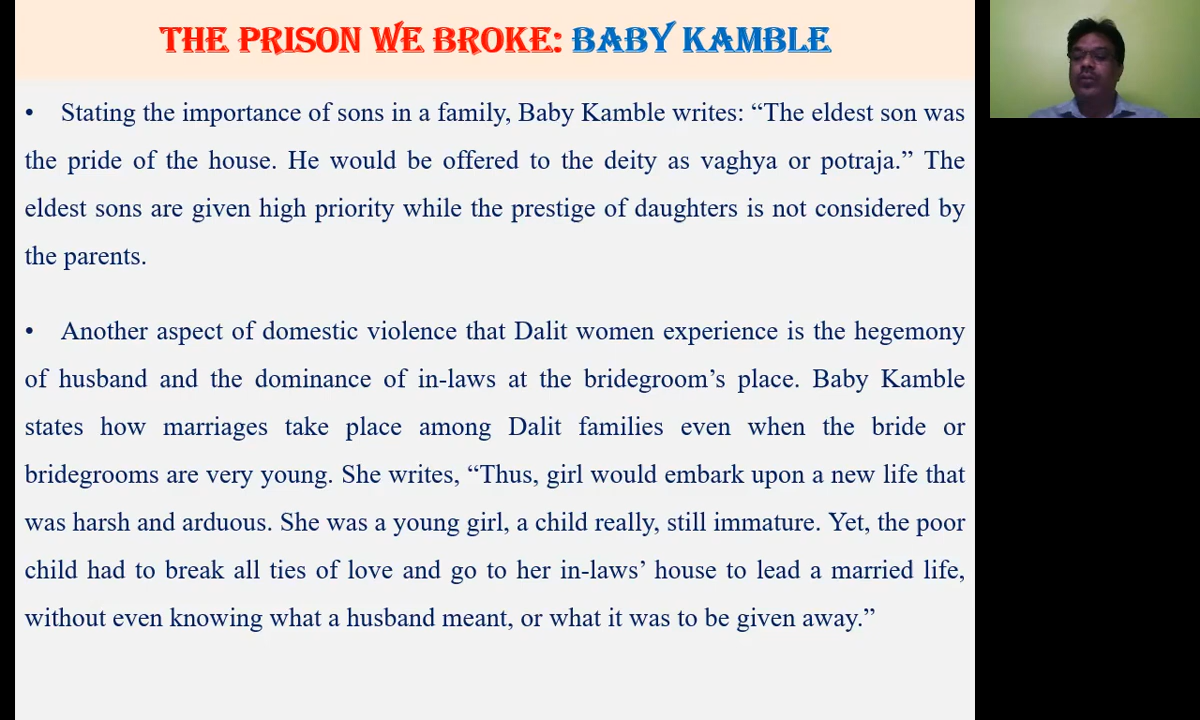 THE PRISON WE BROKE: BABY KAMBLE
• Stating the importance of sons in a family, Baby Kamble writes: “The eldest son was
the pride of the house. He would be offered to the deity as vaghya or potraja.” The
eldest sons are given high priority while the prestige of daughters is not considered by
the parents.
• Another aspect of domestic violence that Dalit women experience is the hegemony
of husband and the dominance of in-laws at the bridegroom’s place. Baby Kamble
states how marriages take place among Dalit families even when the bride or
bridegrooms are very young. She writes, “Thus, girl would embark upon a new life that
was harsh and arduous. She was a young girl, a child really, still immature. Yet, the poor
child had to break all ties of love and go to her in-laws’ house to lead a married life,
without even knowing what a husband meant, or what it was to be given away.”